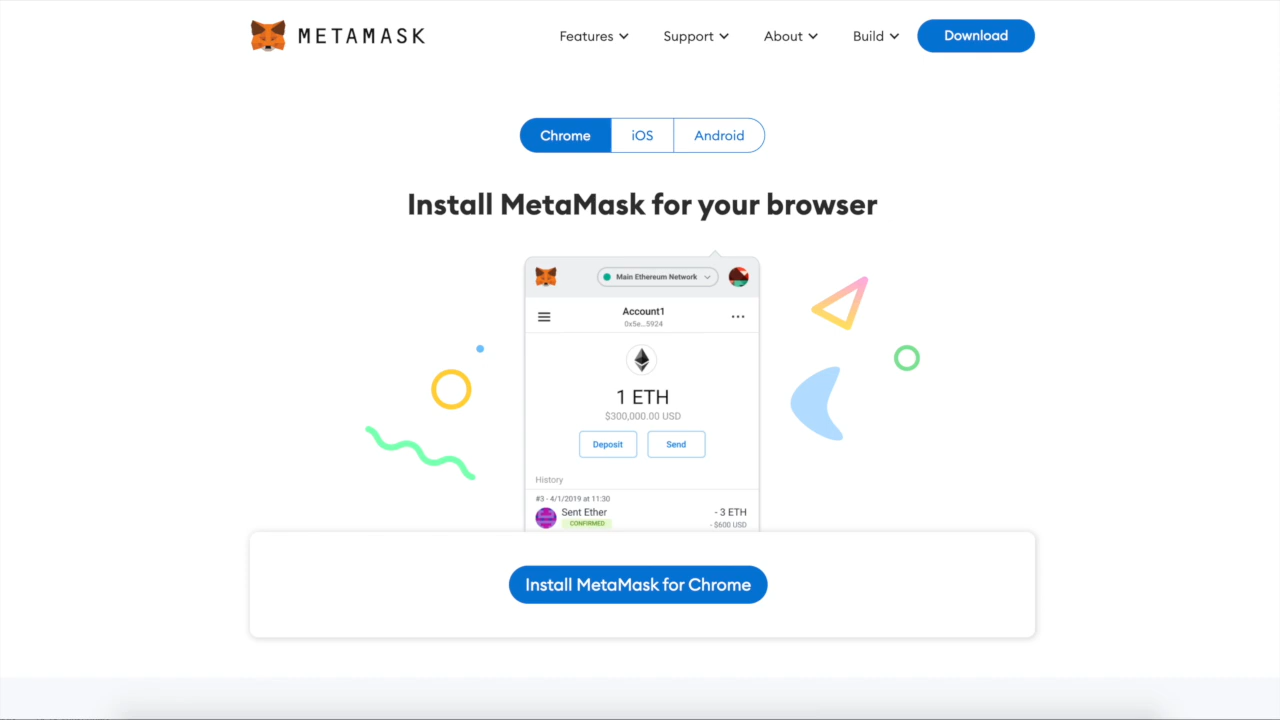 METAMASK
Features Support About Build Download
Chrome iOS Android
Install MetaMask for your browser
Main Ethereum Network
Account1
0x5e...5924
1 ETH
$300,000.00 USD
Deposit Send
History
#3 - 4/1/2019 at 11:30
Sent Ether - 3 ETH
CONFIRMED - $600 USD
Install MetaMask for Chrome